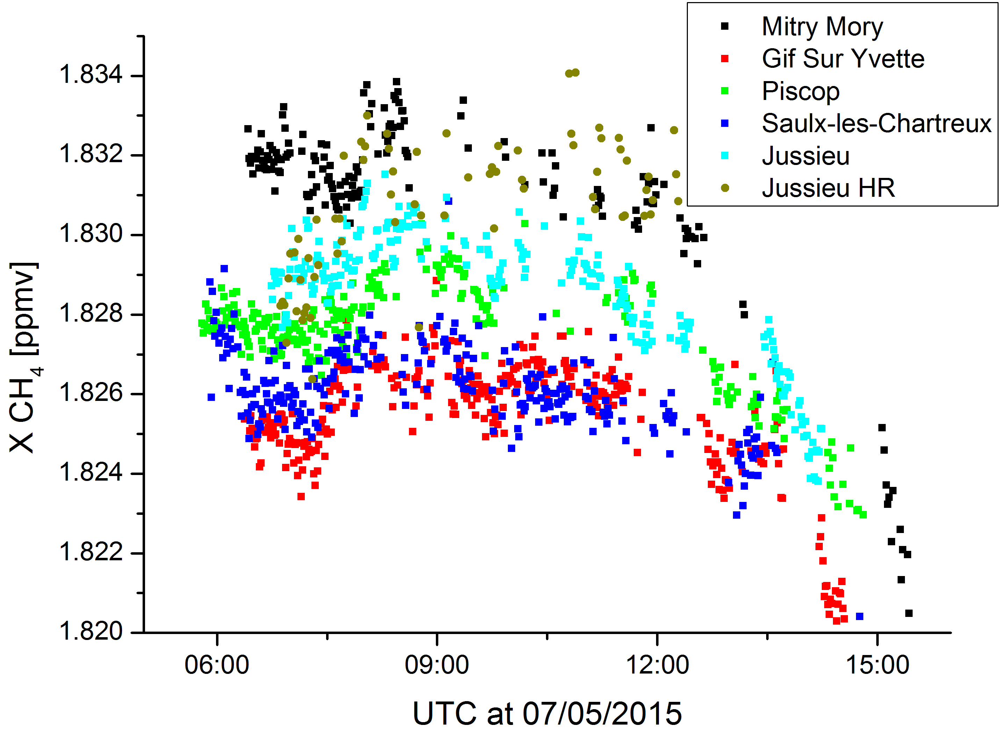 Mitry Mory
Gif Sur Yvette
Piscop
Saulx-les-Chartreux
Jussieu
Jussieu HR
1.834
1.832
1.830
1.828
1.826
1.824
1.822
1.820
X CH4 [ppmv]
06:00 09:00 12:00 15:00
UTC at 07/05/2015